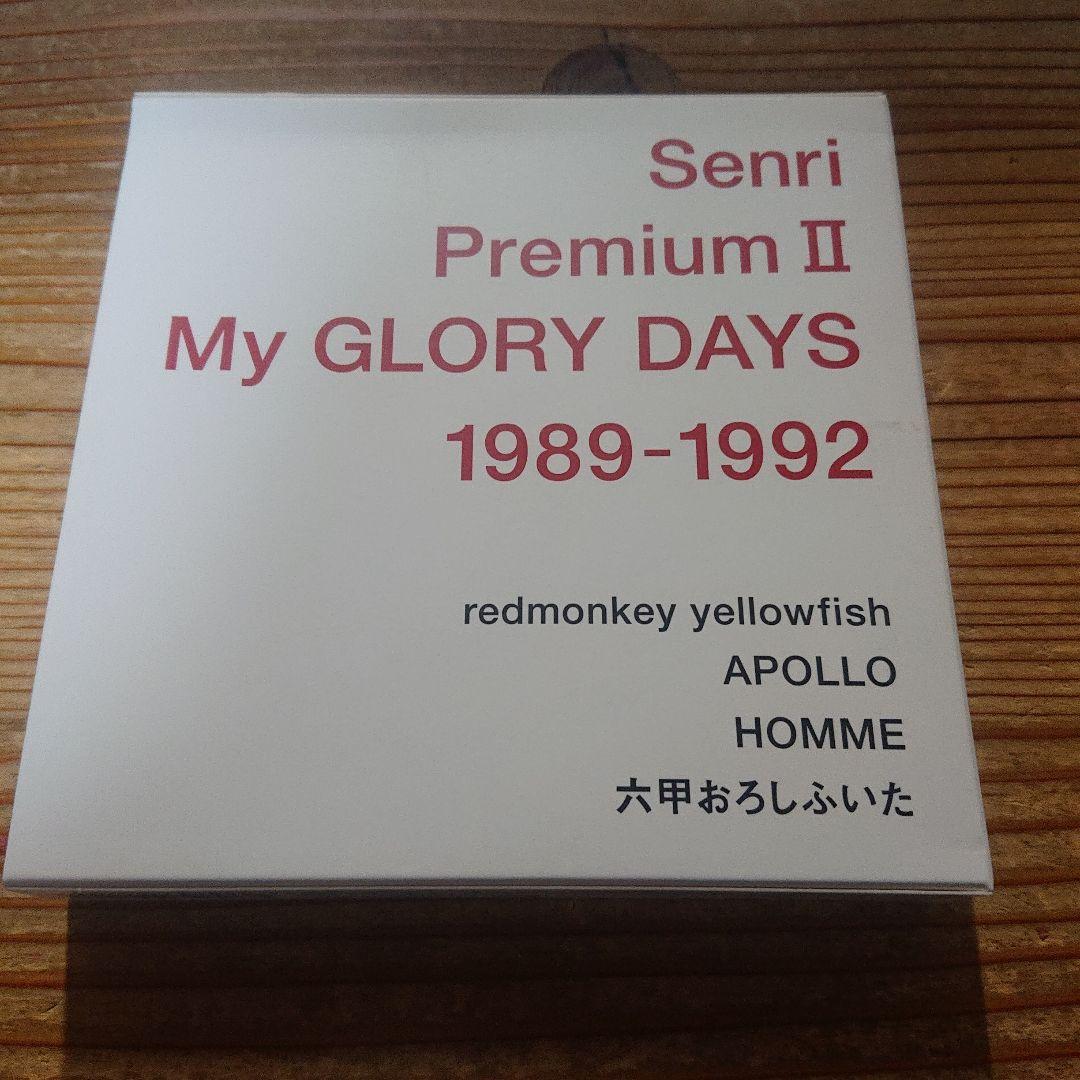 Senri
Premium II
My GLORY DAYS
1989-1992
redmonkey yellowfish
APOLLO
HOMME
六甲おろしふいた